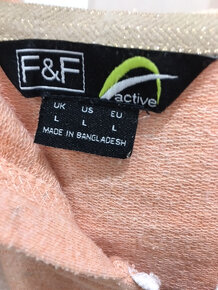 F&F
active
UK US EU
L L L
MADE IN BANGLADESH